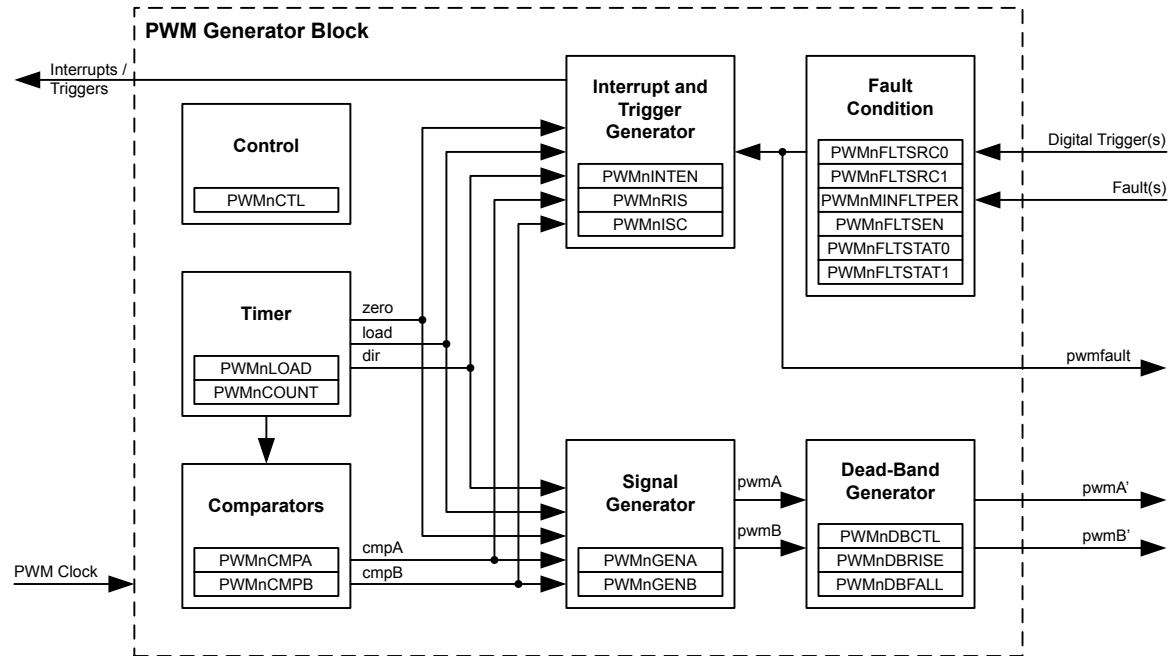 PWM Generator Block
Interrupts /
Triggers
Control
PWMnCTL
Interrupt and
Trigger
Generator
PWMnINTEN
PWMnRIS
PWMnISC
Fault
Condition
PWMnFLTSRC0
PWMnFLTSRC1
PWMnMINFLTPER
PWMnFLTSEN
PWMnFLTSTAT0
PWMnFLTSTAT1
Digital Trigger(s)
Fault(s)
Timer
PWMnLOAD
PWMnCOUNT
zero
load
dir
pwmfault
Comparators
PWMnCMPA
PWMnCMPB
cmpA
cmpB
Signal
Generator
PWMnGENA
PWMnGENB
pwmA
pwmB
Dead-Band
Generator
PWMnDBCTL
PWMnDBRISE
PWMnDBFALL
pwmA’
pwmB’
PWM Clock